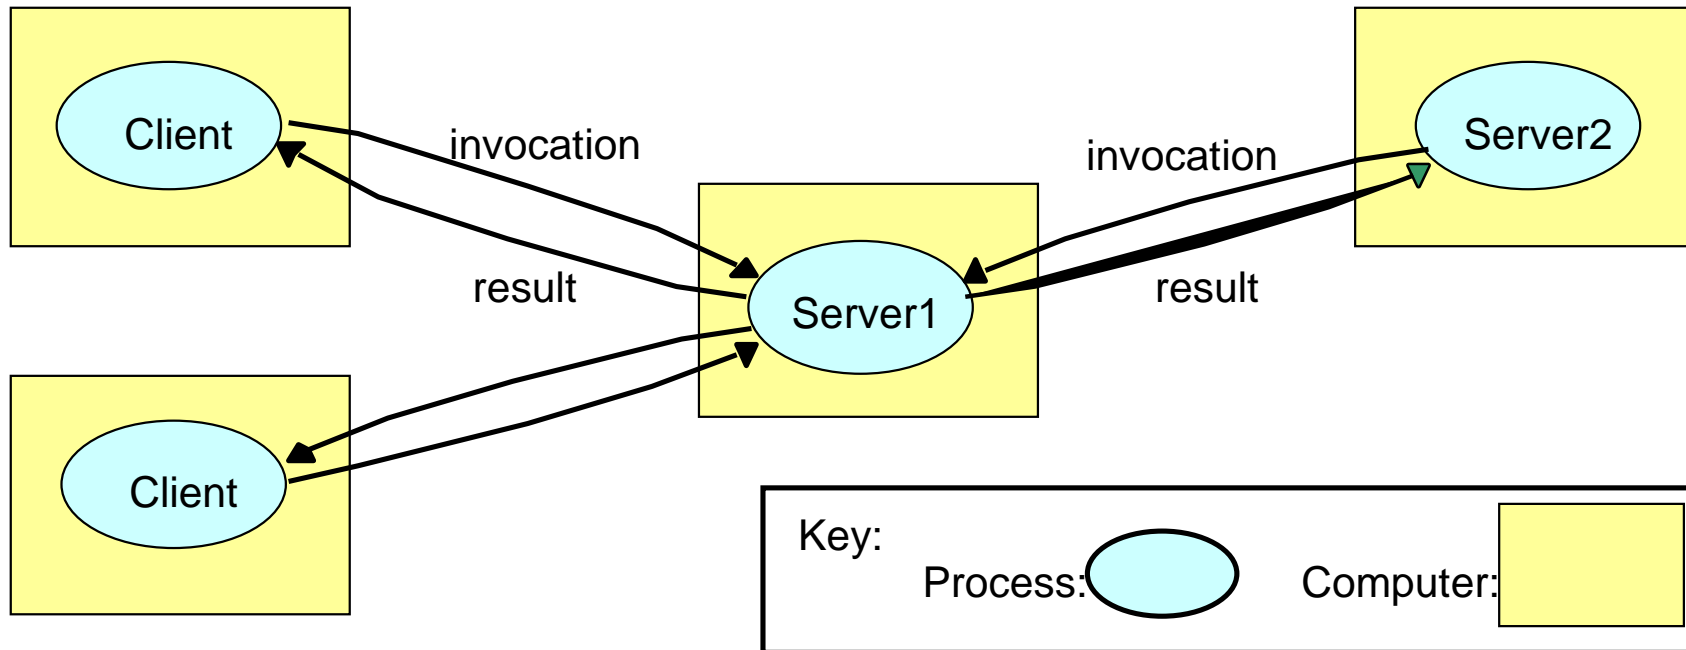 Client
invocation
result
Server1
invocation
result
Server2
Client
Key:
Process:
Computer: